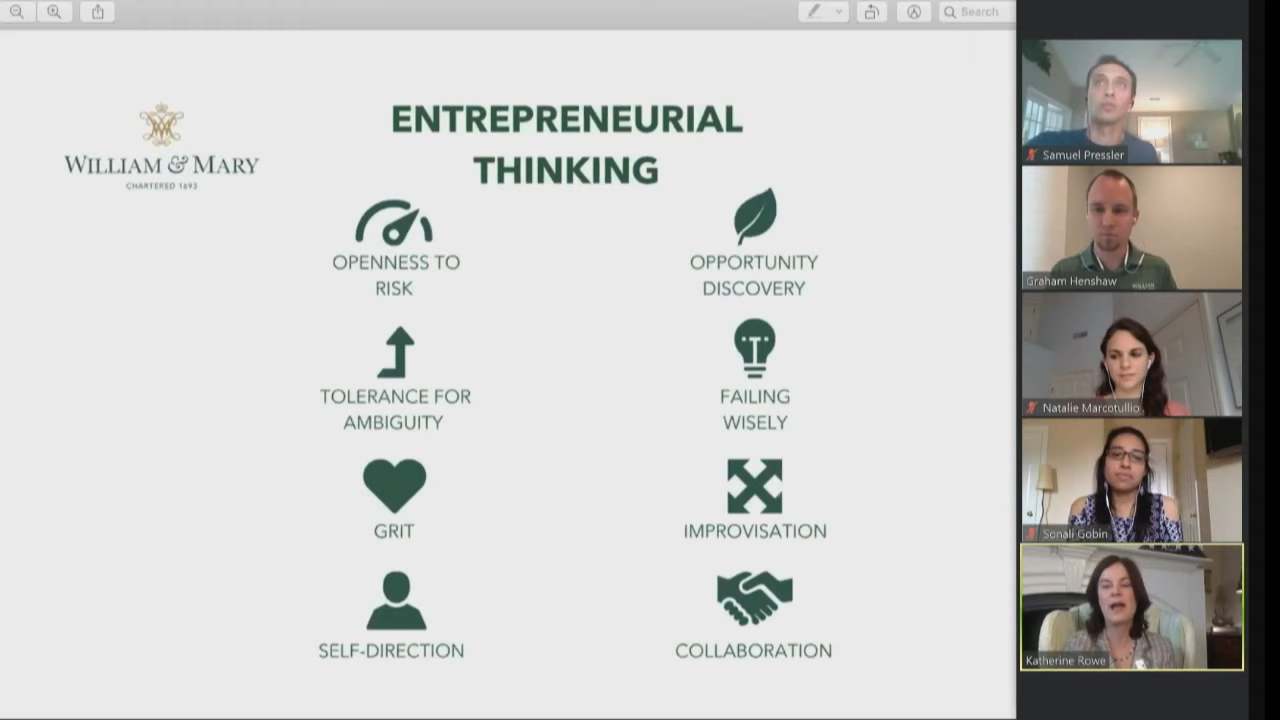 Search
WILLIAM & MARY
CHARTERED 1693
ENTREPRENEURIAL
THINKING
OPENNESS TO
RISK
OPPORTUNITY
DISCOVERY
TOLERANCE FOR
AMBIGUITY
FAILING
WISELY
GRIT
IMPROVISATION
SELF-DIRECTION
COLLABORATION
Samuel Pressler
Graham Henshaw
Natalie Marcotullio
Sonali Gobin
Katherine Rowe